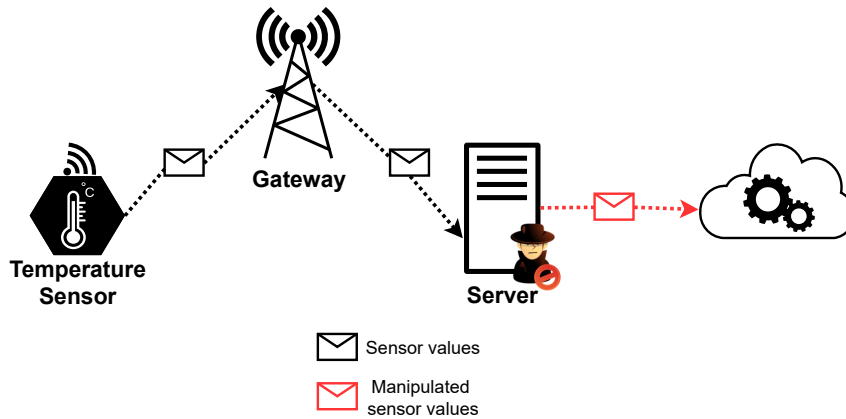 Gateway
°C
Temperature
Sensor
Server
Sensor values
Manipulated
sensor values